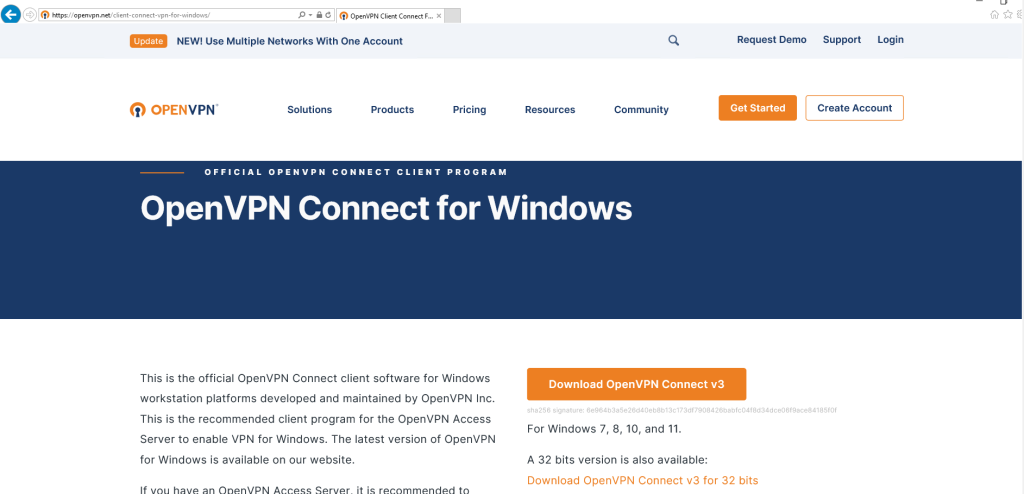 https://openvpn.net/client-connect-vpn-for-windows/
OpenVPN Client Connect F...
Update NEW! Use Multiple Networks With One Account
Request Demo Support Login
OPENVPN
Solutions Products Pricing Resources Community
Get Started Create Account
OFFICIAL OPENVPN CONNECT CLIENT PROGRAM
OpenVPN Connect for Windows
This is the official OpenVPN Connect client software for Windows
workstation platforms developed and maintained by OpenVPN Inc.
This is the recommended client program for the OpenVPN Access
Server to enable VPN for Windows. The latest version of OpenVPN
for Windows is available on our website.
If you have an OpenVPN Access Server, it is recommended to
Download OpenVPN Connect v3
sha256 signature:
For Windows 7, 8, 10, and 11.
A 32 bits version is also available:
Download OpenVPN Connect v3 for 32 bits